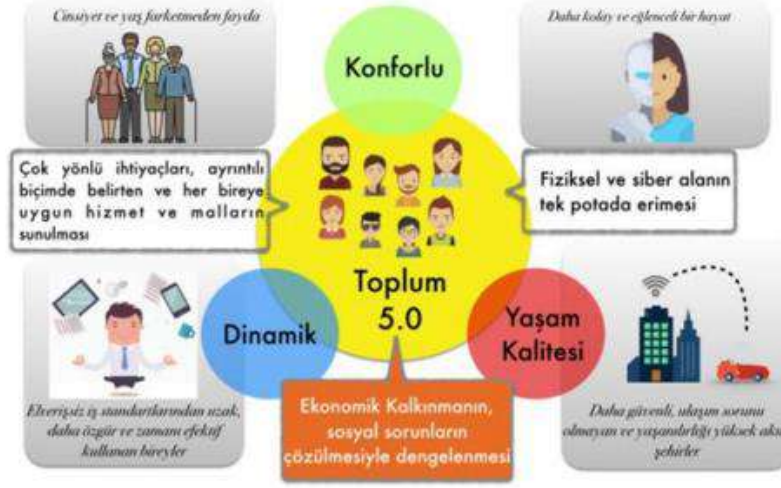 Cinsiyet ve yaş farketmeden fayda
Daha kolay ve eğlenceli bir hayat
Konforlu
Çok yönlü ihtiyaçları, ayrıntılı
biçimde belirten ve her bireye
uygun hizmet ve malların
sunulması
Fiziksel ve siber alanın
tek potada erimesi
Toplum
5.0
Dinamik
Yaşam
Kalitesi
Elverişsiz iş standartlarından uzak,
daha özgür ve zamanı efektif
kullanan bireyler
Ekonomik Kalkınmanın,
sosyal sorunların
çözülmesiyle dengelenmesi
Daha güvenli, ulaşım sorunu
olmayan ve yaşanılırlığı yüksek akıl
şehirler